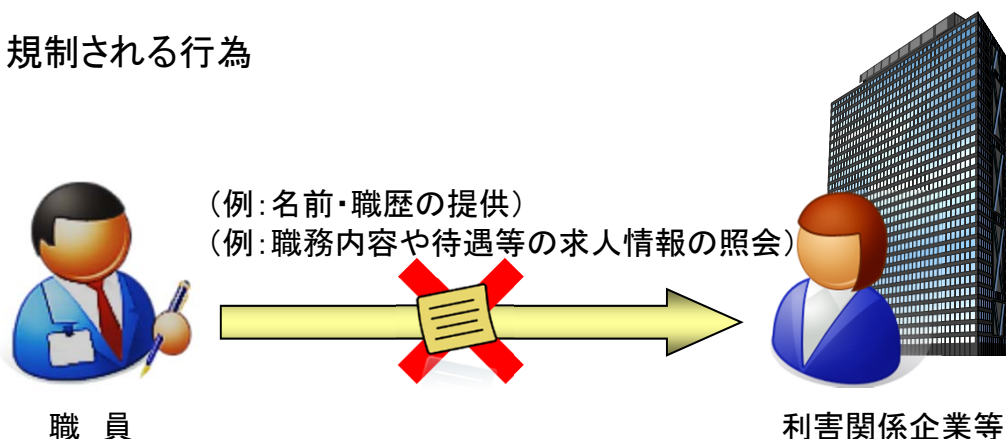 規制される行為
（例：名前・職歴の提供）
（例：職務内容や待遇等の求人情報の照会）
職　員
利害関係企業等